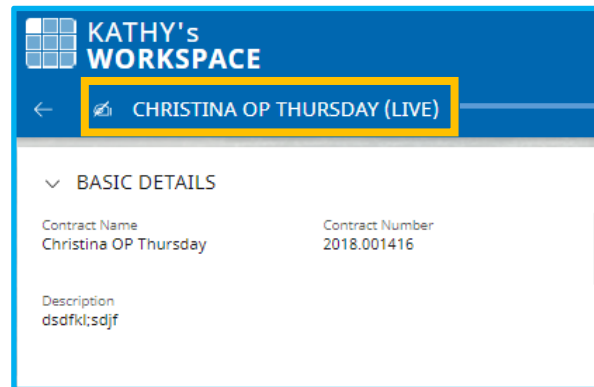 KATHY's
WORKSPACE
CHRISTINA OP THURSDAY (LIVE)
BASIC DETAILS
Contract Name
Christina OP Thursday
Contract Number
2018.001416
Description
dsdfkl;sdjf